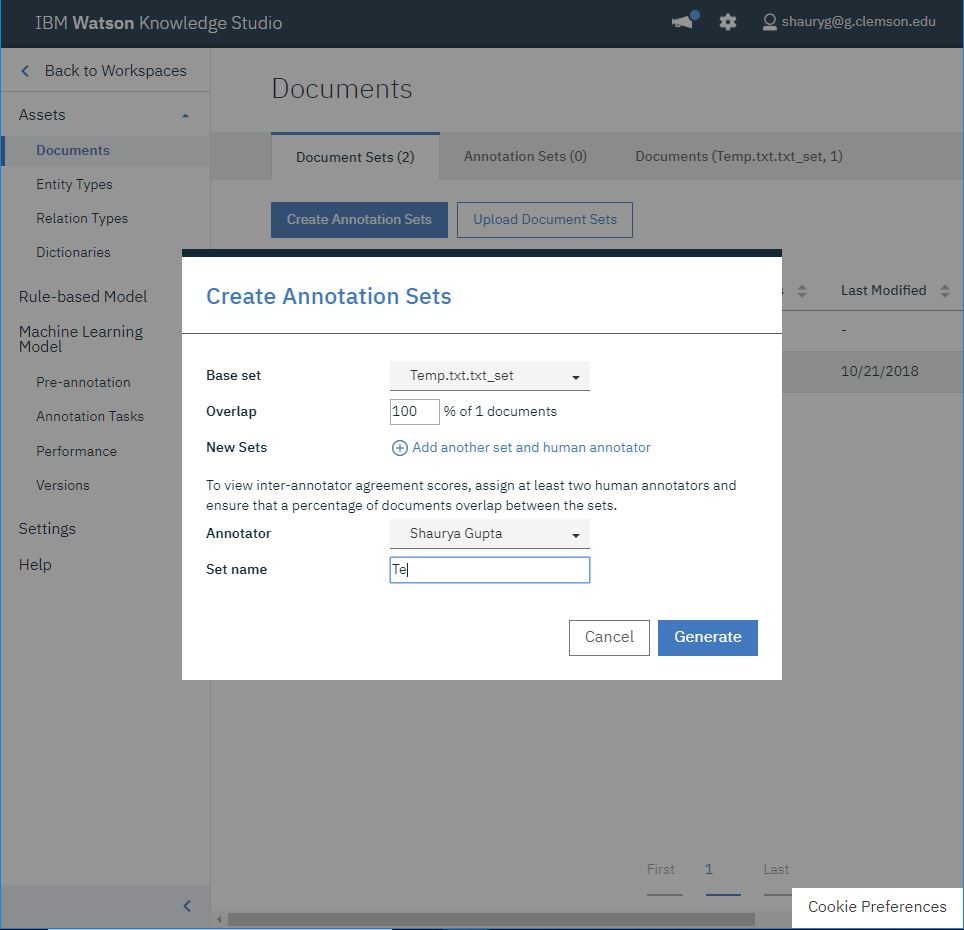 IBM Watson Knowledge Studio
shauryg@g.clemson.edu
Back to Workspaces
Assets
Documents
Entity Types
Relation Types
Dictionaries
Rule-based Model
Machine Learning
Model
Pre-annotation
Annotation Tasks
Performance
Versions
Settings
Help
Documents
Document Sets (2)
Annotation Sets (0)
Documents (Temp.txt.txt_set, 1)
Create Annotation Sets
Upload Document Sets
Last Modified
-
10/21/2018
Create Annotation Sets
Base set
Temp.txt.txt_set
Overlap
100 % of 1 documents
New Sets
Add another set and human annotator
To view inter-annotator agreement scores, assign at least two human annotators and
ensure that a percentage of documents overlap between the sets.
Annotator
Shaurya Gupta
Set name
Te
Cancel
Generate
First
1
Last
Cookie Preferences